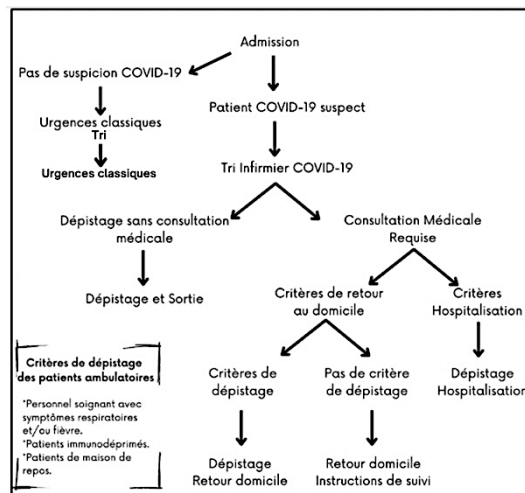 Admission
Pas de suspicion COVID-19
Patient COVID-19 suspect
Urgences classiques
Tri
Urgences classiques
Tri Infirmier COVID-19
Dépistage sans consultation
médicale
Consultation Médicale
Requise
Dépistage et Sortie
Critères de retour
au domicile
Critères
Hospitalisation
Critères de
dépistage
Pas de critère
de dépistage
Dépistage
Hospitalisation
Dépistage
Retour domicile
Retour domicile
Instructions de suivi
Critères de dépistage
des patients ambulatoires
*Personnel soignant avec
symptômes respiratoires
et/ou fièvre.
*Patients immunodéprimés.
*Patients de maison de
repos.